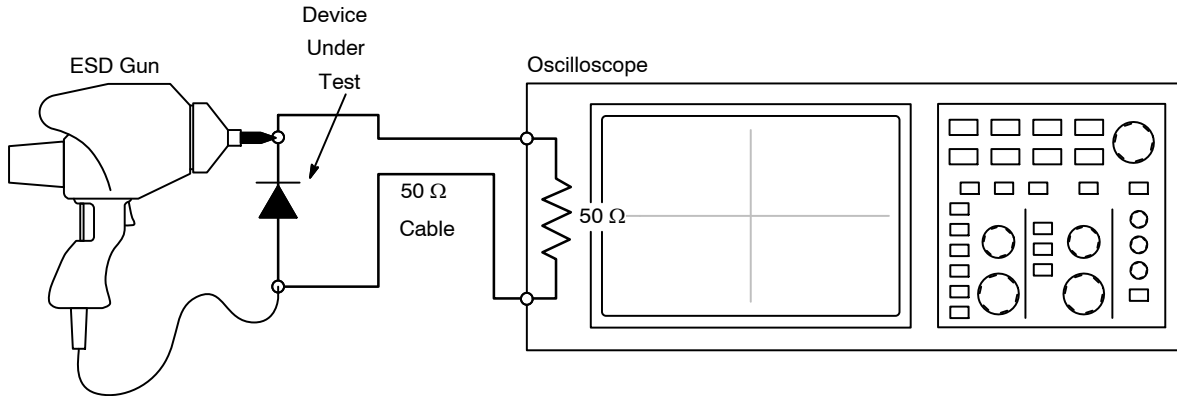 Device
Under
Test
ESD Gun
Oscilloscope
50 Ω
Cable
50 Ω